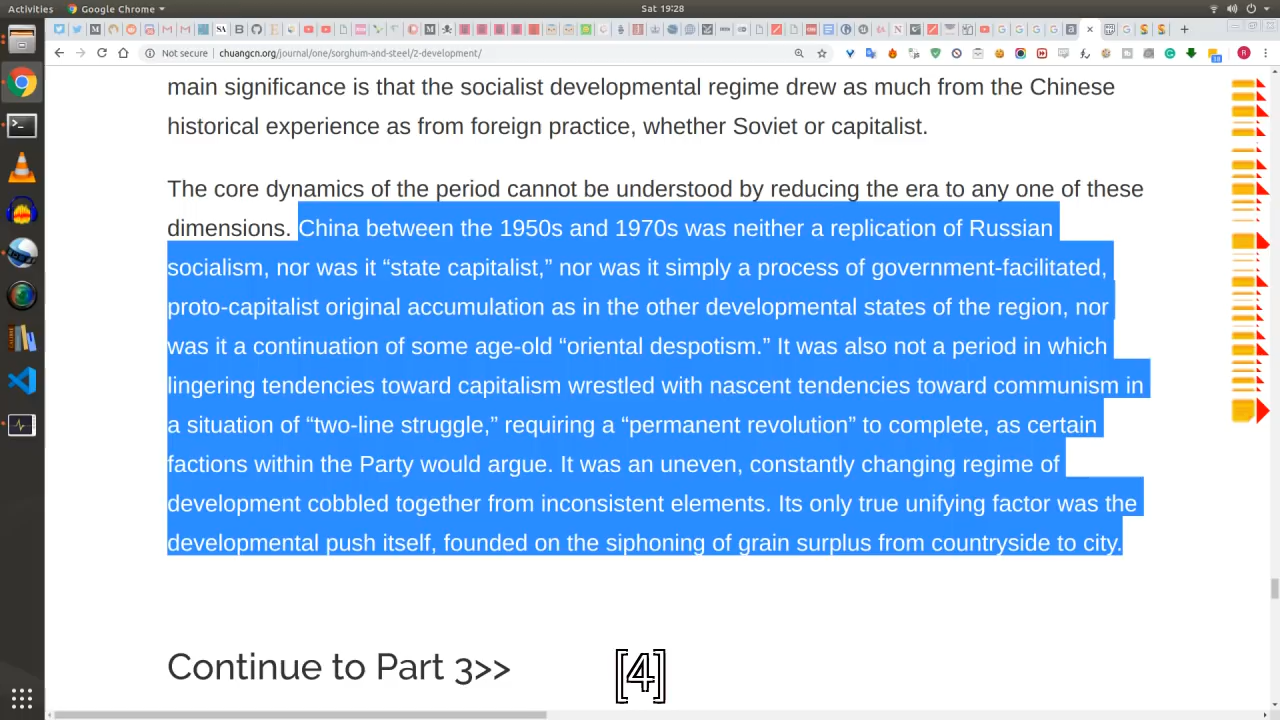 Activities
Google Chrome
Sat 19:28
Not secure
chuangcn.org/journal/one/sorghum-and-steel/2-development/
main significance is that the socialist developmental regime drew as much from the Chinese
historical experience as from foreign practice, whether Soviet or capitalist.
The core dynamics of the period cannot be understood by reducing the era to any one of these
dimensions. China between the 1950s and 1970s was neither a replication of Russian
socialism, nor was it “state capitalist,” nor was it simply a process of government-facilitated,
proto-capitalist original accumulation as in the other developmental states of the region, nor
was it a continuation of some age-old “oriental despotism.” It was also not a period in which
lingering tendencies toward capitalism wrestled with nascent tendencies toward communism in
a situation of “two-line struggle,” requiring a “permanent revolution” to complete, as certain
factions within the Party would argue. It was an uneven, constantly changing regime of
development cobbled together from inconsistent elements. Its only true unifying factor was the
developmental push itself, founded on the siphoning of grain surplus from countryside to city.
Continue to Part 3>>
[4]